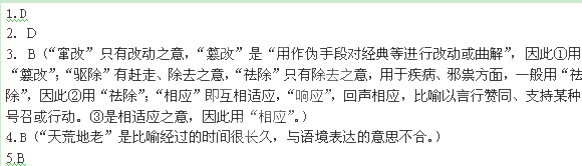 1.D
2. D
3. B（“窜改”只有改动之意，“篡改”是“用作伪手段对经典等进行改动或曲解”，因此①用
“篡改”；“驱除”有赶走、除去之意，“祛除”只有除去之意，用于疾病、邪祟方面，一般用“祛
除”，因此②用“祛除”；“相应”即互相适应，“响应”，回声相应，比喻以言行赞同、支持某种
号召或行动。③是相适应之意，因此用“相应”。）
4.B（“天荒地老”是比喻经过的时间很长久，与语境表达的意思不合。）
5.B